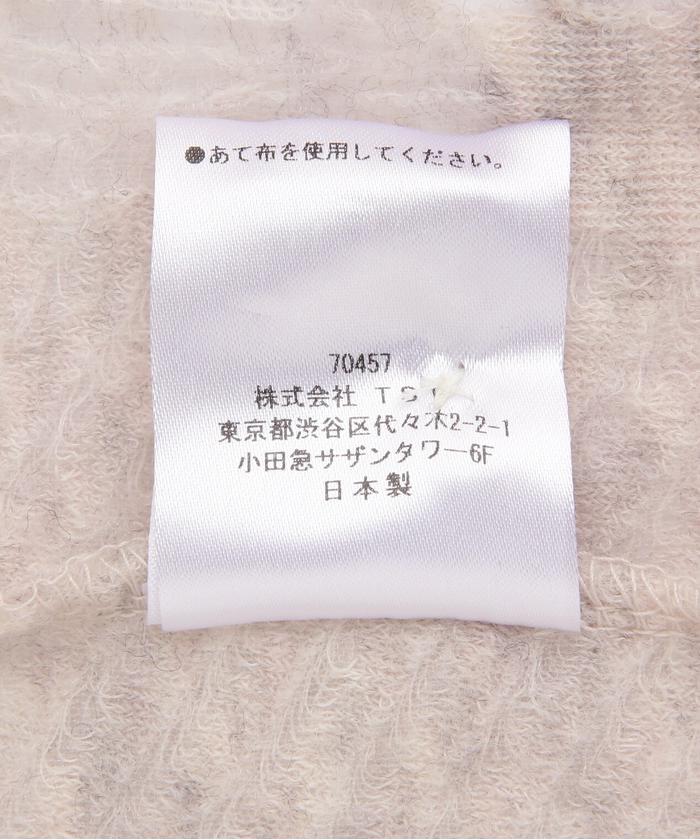 ●あて布を使用してください。
70457
株式会社 TS
東京都渋谷区代々木2-2-1
小田急サザンタワー6F
日本製